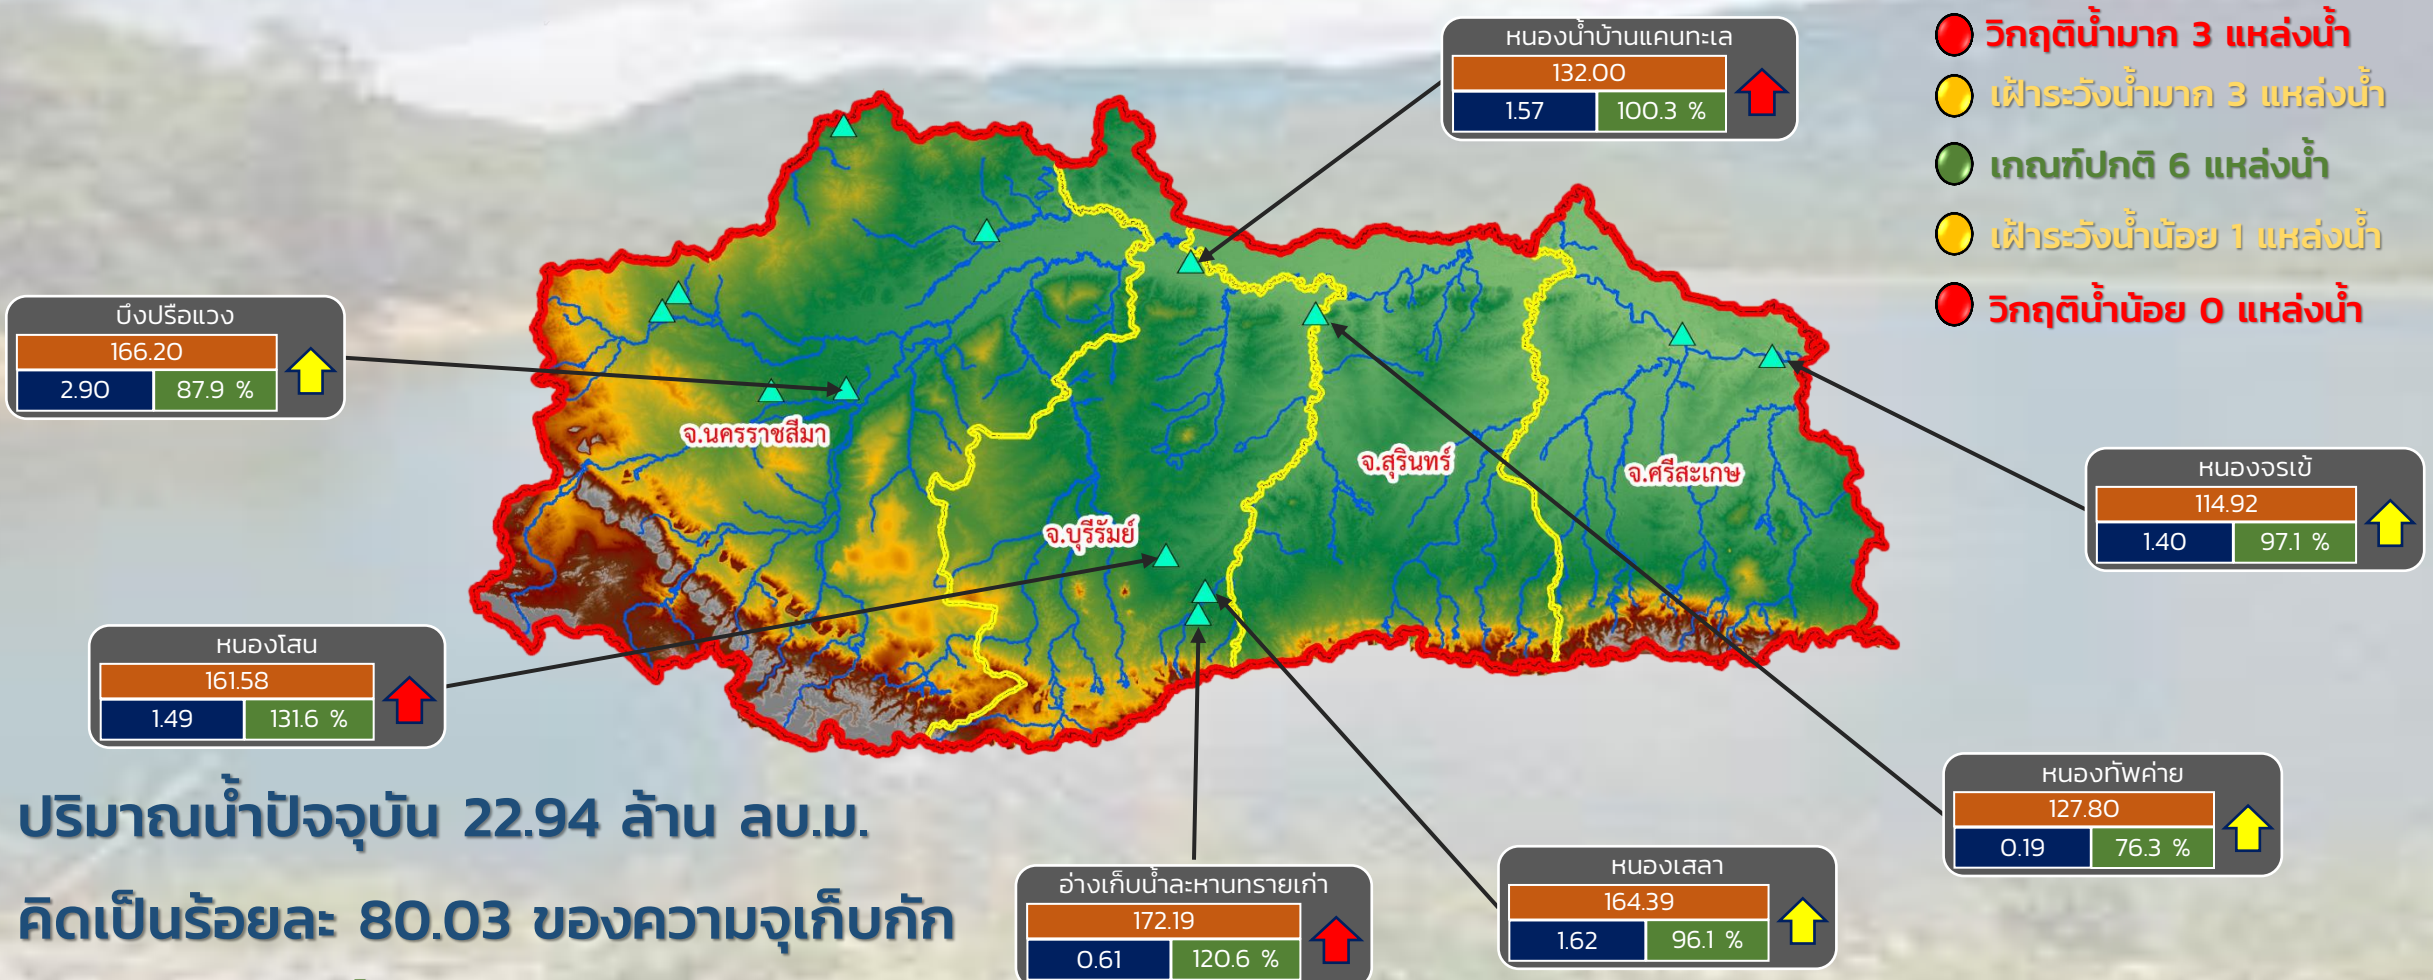 หนองน้ำบ้านแคนทะเล
132.00
1.57 100.3 %
วิกฤติน้ำมาก 3 แหล่งน้ำ
เฝ้าระวังน้ำมาก 3 แหล่งน้ำ
เกณฑ์ปกติ 6 แหล่งน้ำ
เฝ้าระวังน้ำน้อย 1 แหล่งน้ำ
วิกฤติน้ำน้อย 0 แหล่งน้ำ
บึงปรือแวง
166.20
2.90 87.9 %
จ.นครราชสีมา
จ.สุรินทร์
จ.ศรีสะเกษ
จ.บุรีรัมย์
หนองจรเข้
114.92
1.40 97.1 %
หนองโสน
161.58
1.49 131.6 %
หนองทัพค่าย
127.80
0.19 76.3 %
ปริมาณน้ำปัจจุบัน 22.94 ล้าน ลบ.ม.
คิดเป็นร้อยละ 80.03 ของความจุเก็บกัก
อ่างเก็บน้ำละหานทรายเก่า
172.19
0.61 120.6 %
หนองเสลา
164.39
1.62 96.1 %